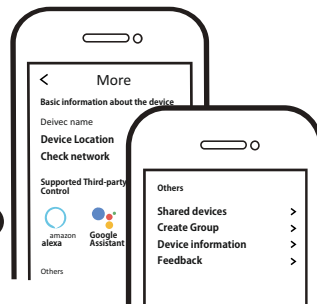 <
More
Basic information about the device
Deivec name
Device Location
Check network
Supported Third-party
Control
amazon
alexa
Google
Assistant
Others
Others
Shared devices >
Create Group >
Device information >
Feedback >